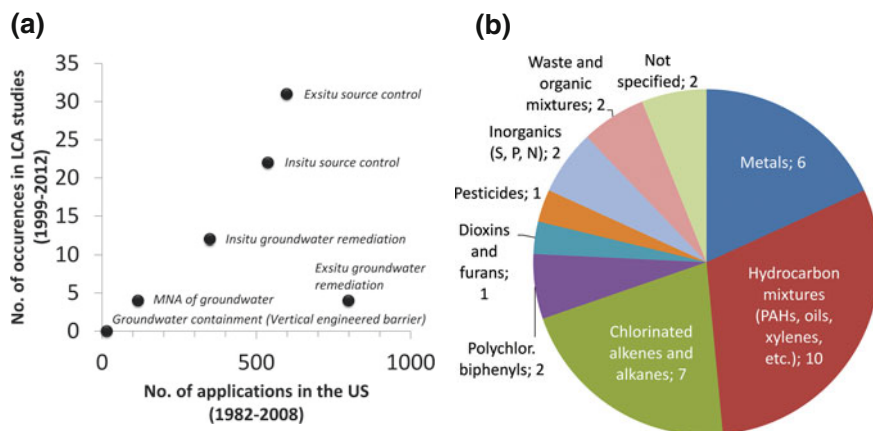 (a)
No. of occurences in LCA studies
(1999-2012)
35
30
25
20
15
10
5
0
Exsitu source control
Insitu source control
Insitu groundwater remediation
Exsitu groundwater
remediation
MNA of groundwater
Groundwater containment (Vertical engineered barrier)
0
500
1000
No. of applications in the US
(1982-2008)
(b)
Metals; 6
Hydrocarbon
mixtures
(PAHs, oils,
xylenes,
etc.); 10
Chlorinated
alkenes and
alkanes; 7
Polychlor.
biphenyls; 2
Dioxins
and
furans;
1
Pesticides; 1
Inorganics
(S, P, N); 2
Waste and
organic
mixtures; 2
Not
specified; 2